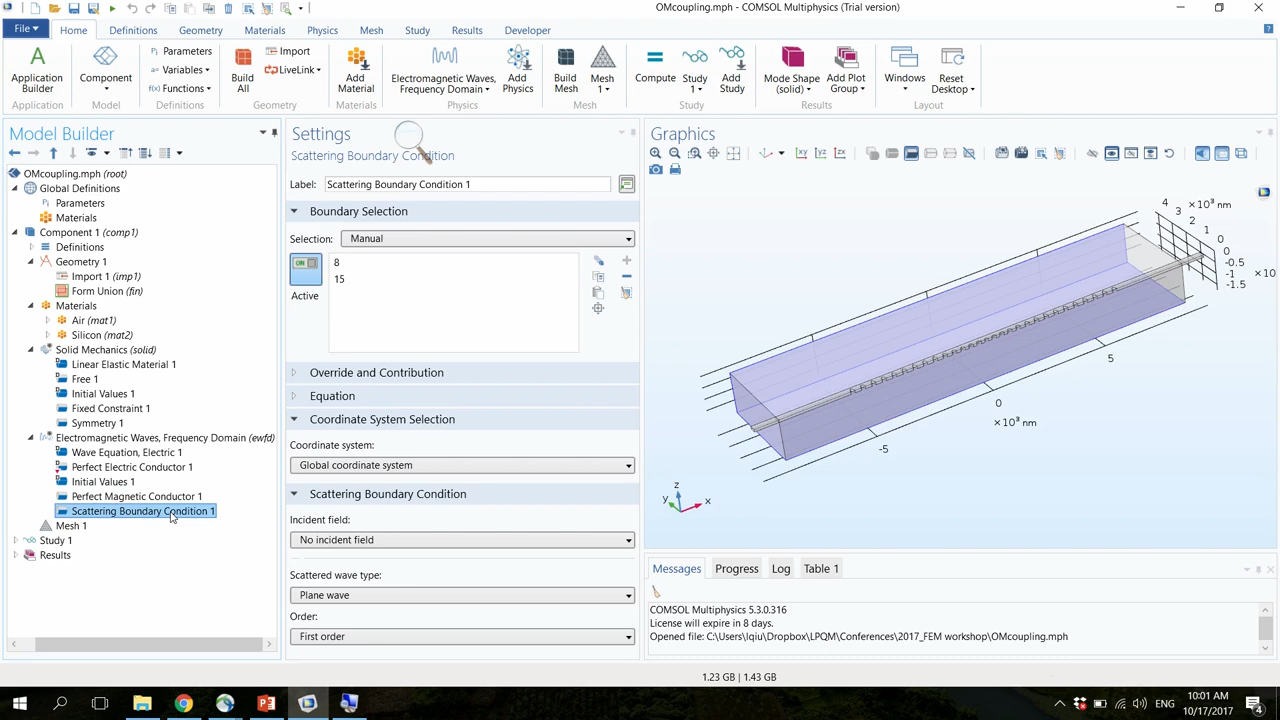 OMcoupling.mph - COMSOL Multiphysics (Trial version)
File Home Definitions Geometry Materials Physics Mesh Study Results Developer
Application Builder
Application
Component
Model
Pi Parameters
a= Variables
f(x) Functions
Definitions
Build All
Import
LiveLink
Geometry
Add Material
Materials
Electromagnetic Waves, Frequency Domain
Add Physics
Physics
Build Mesh
Mesh 1
Mesh
Compute
Study 1
Add Study
Study
Mode Shape (solid)
Add Plot Group
Results
Windows
Reset Desktop
Layout
Model Builder
OMcoupling.mph (root)
Global Definitions
Pi Parameters
Materials
Component 1 (comp1)
Definitions
Geometry 1
Import 1 (imp1)
Form Union (fin)
Materials
Air (mat1)
Silicon (mat2)
Solid Mechanics (solid)
Linear Elastic Material 1
Free 1
Initial Values 1
Fixed Constraint 1
Symmetry 1
Electromagnetic Waves, Frequency Domain (ewfd)
Wave Equation, Electric 1
Perfect Electric Conductor 1
Initial Values 1
Perfect Magnetic Conductor 1
Scattering Boundary Condition 1
Mesh 1
Study 1
Results
Settings
Scattering Boundary Condition
Label: Scattering Boundary Condition 1
Boundary Selection
Selection: Manual
ON
Active
8
15
Override and Contribution
Equation
Coordinate System Selection
Coordinate system:
Global coordinate system
Scattering Boundary Condition
Incident field:
No incident field
Scattered wave type:
Plane wave
Order:
First order
Graphics
xy yz zx
4 ×10³ nm
3
2
1
0
0
-0.5
-1 ×10
-1.5
5
0
×10³ nm
-5
z
y x
Messages Progress Log Table 1
COMSOL Multiphysics 5.3.0.316
License will expire in 8 days.
Opened file: C:\Users\lqiu\Dropbox\LPQM\Conferences\2017_FEM workshop\OMcoupling.mph
1.23 GB | 1.43 GB
ENG
10:01 AM
10/17/2017
4